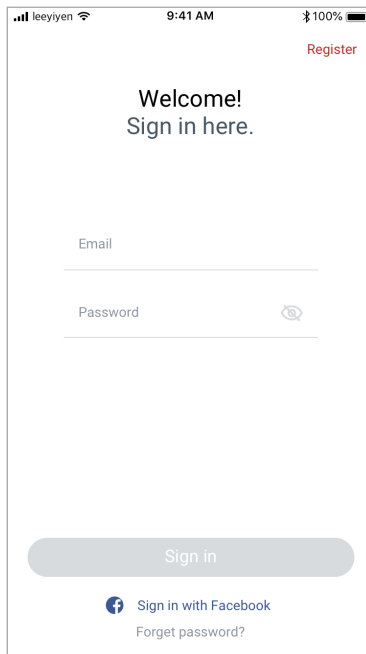 leeyiyen 9:41 AM 100%
Register
Welcome!
Sign in here.
Email
Password
Sign in
Sign in with Facebook
Forget password?